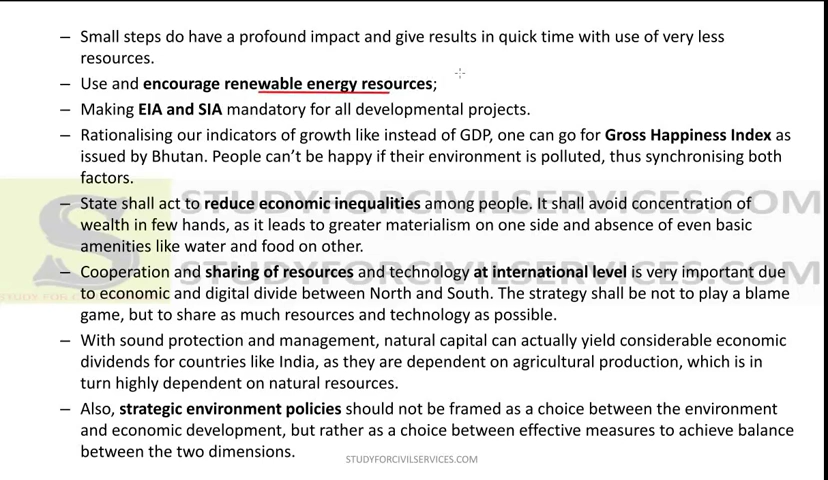 – Small steps do have a profound impact and give results in quick time with use of very less
resources.
– Use and encourage renewable energy resources;
– Making EIA and SIA mandatory for all developmental projects.
– Rationalising our indicators of growth like instead of GDP, one can go for Gross Happiness Index as
issued by Bhutan. People can’t be happy if their environment is polluted, thus synchronising both
factors.
STUDYFORCIVILSERVICES.COM
– State shall act to reduce economic inequalities among people. It shall avoid concentration of
wealth in few hands, as it leads to greater materialism on one side and absence of even basic
amenities like water and food on other.
STUDYFORCIVILSERVICES.COM
– Cooperation and sharing of resources and technology at international level is very important due
to economic and digital divide between North and South. The strategy shall be not to play a blame
game, but to share as much resources and technology as possible.
– With sound protection and management, natural capital can actually yield considerable economic
dividends for countries like India, as they are dependent on agricultural production, which is in
turn highly dependent on natural resources.
– Also, strategic environment policies should not be framed as a choice between the environment
and economic development, but rather as a choice between effective measures to achieve balance
between the two dimensions.
STUDYFORCIVILSERVICES.COM